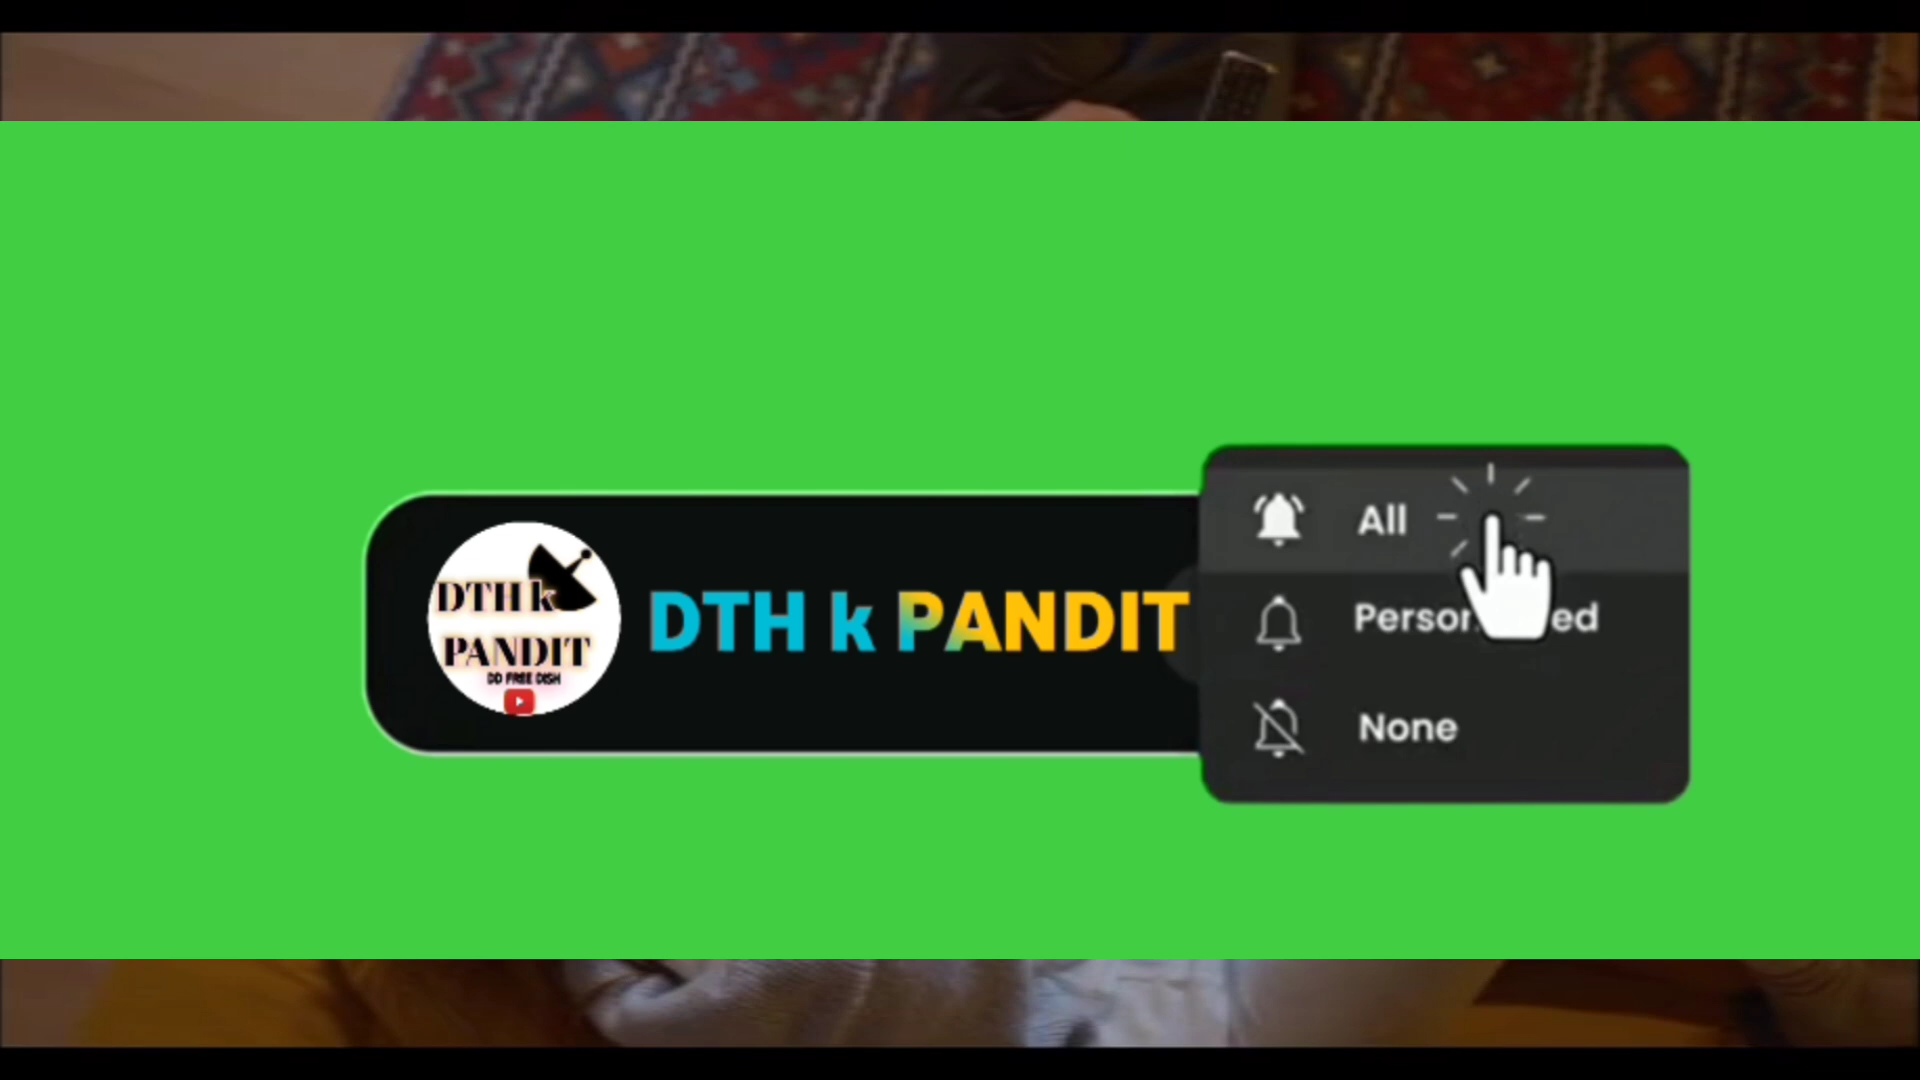 DTH k
PANDIT
DD FREE DISH
DTH k PANDIT
All
None